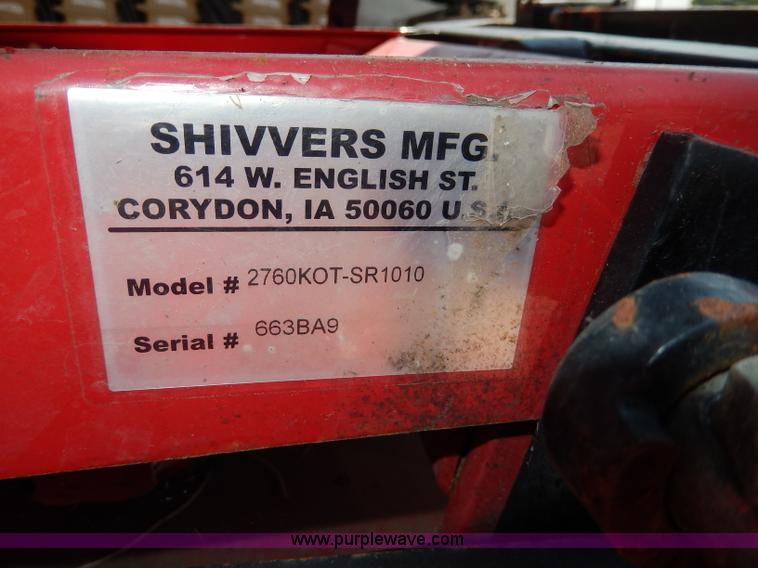 SHIVVERS MFG.
614 W. ENGLISH ST.
CORYDON, IA 50060 U.S.A.
Model # 2760KOT-SR1010
Serial # 663BA9
www.purplewave.com